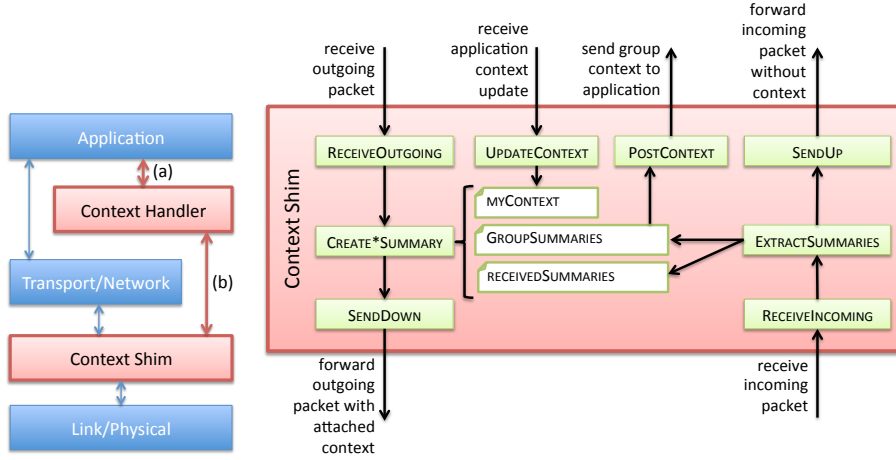 Application
(a)
Context Handler
Transport/Network
(b)
Context Shim
Link/Physical
receive
outgoing
packet
receive
application
context
update
send group
context to
application
forward
incoming
packet
without
context
Context Shim
RECEIVEOUTGOING
UPDATECONTEXT
POSTCONTEXT
SENDUP
MYCONTEXT
CREATE*SUMMARY
GROUPSUMMARIES
EXTRACTSUMMARIES
RECEIVEDSUMMARIES
SENDDOWN
RECEIVEINCOMING
forward
outgoing
packet with
attached
context
receive
incoming
packet